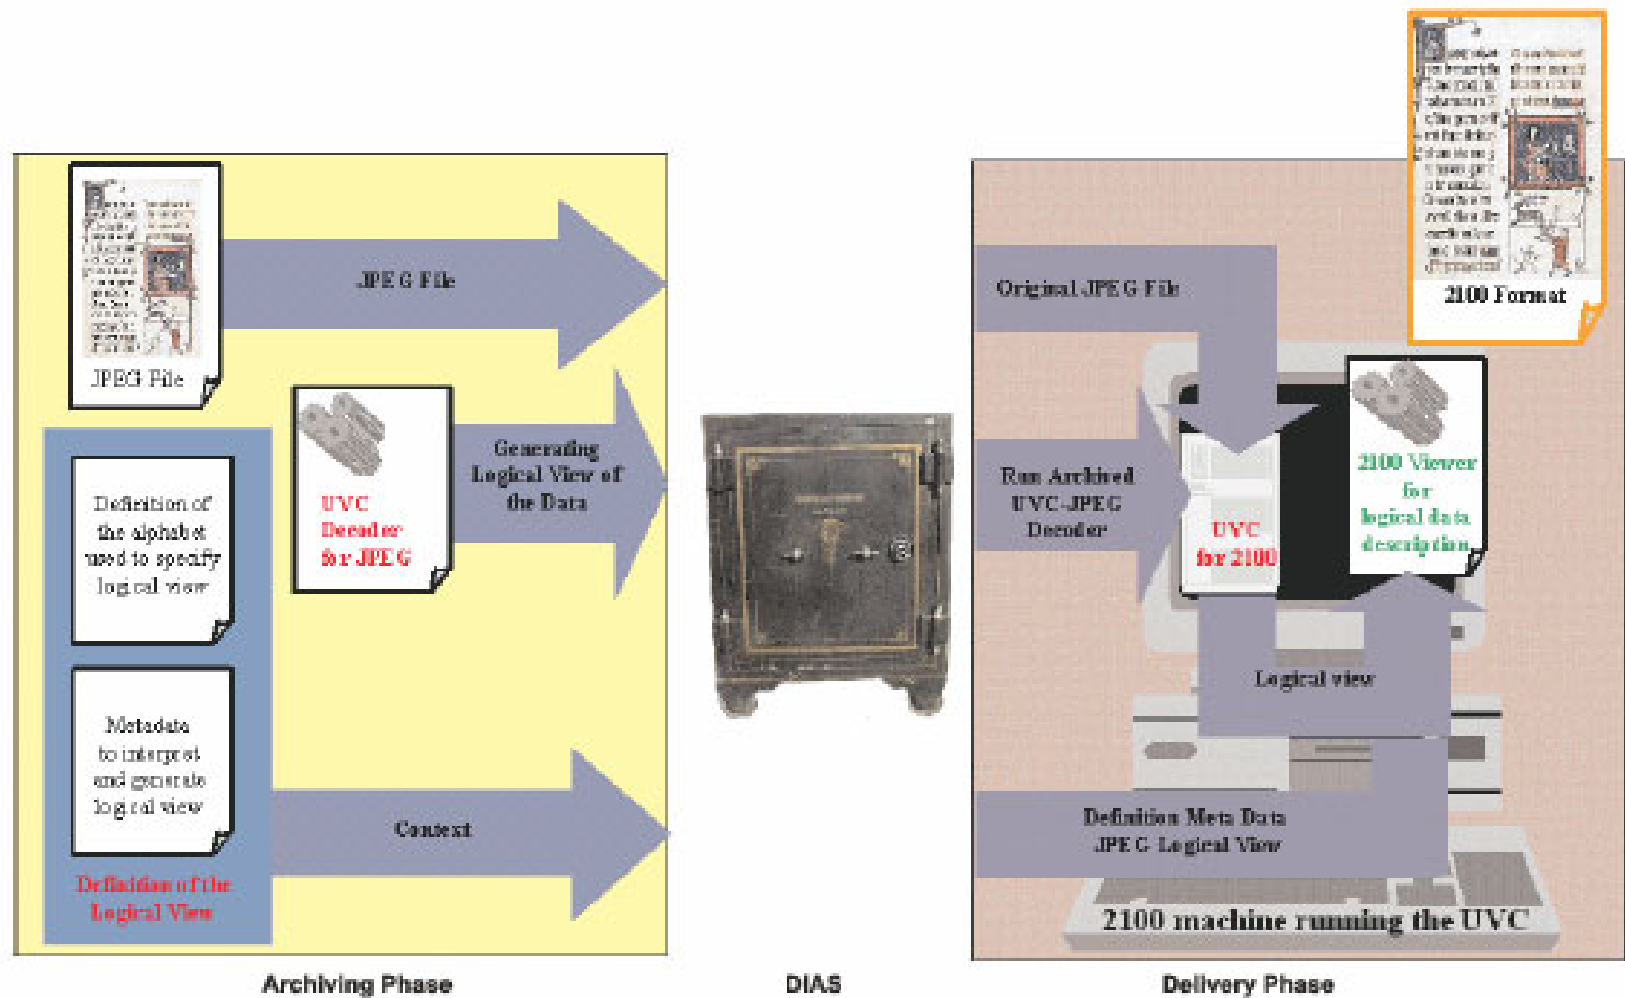 JPEG File
JPEG File
UVC
Decoder
for JPEG
Generating
Logical View of
the Data
Definition of
the alphabet
used to specify
logical view
Metadata
to interpret
and generate
logical view
Definition of the
Logical View
Context
Archiving Phase
DIAS
2100 Format
Original JPEG File
Run Archived
UVC-JPEG
Decoder
UVC
for 2100
2100 Viewer
for
logical data
description
Logical view
Definition Meta Data
JPEG Logical View
2100 machine running the UVC
Delivery Phase